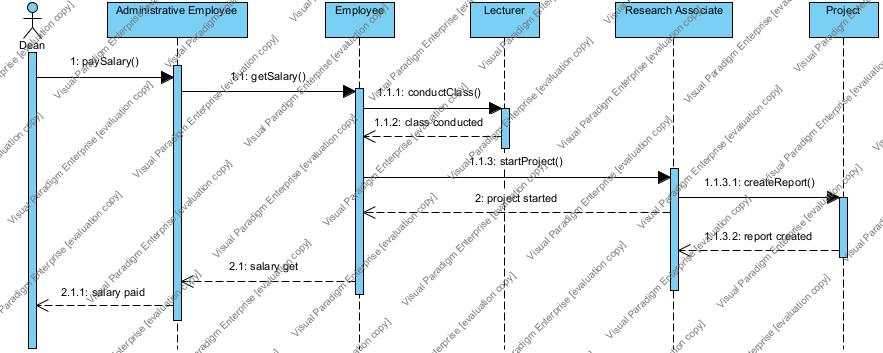 Administrative Employee
Employee
Lecturer
Research Associate
Project
Dean
1: paySalary()
1.1: getSalary()
1.1.1: conductClass()
1.1.2: class conducted
1.1.3: startProject()
1.1.3.1: createReport()
2: project started
1.1.3.2: report created
2.1: salary get
2.1.1: salary paid
Visual Paradigm Enterprise [evaluation copy]